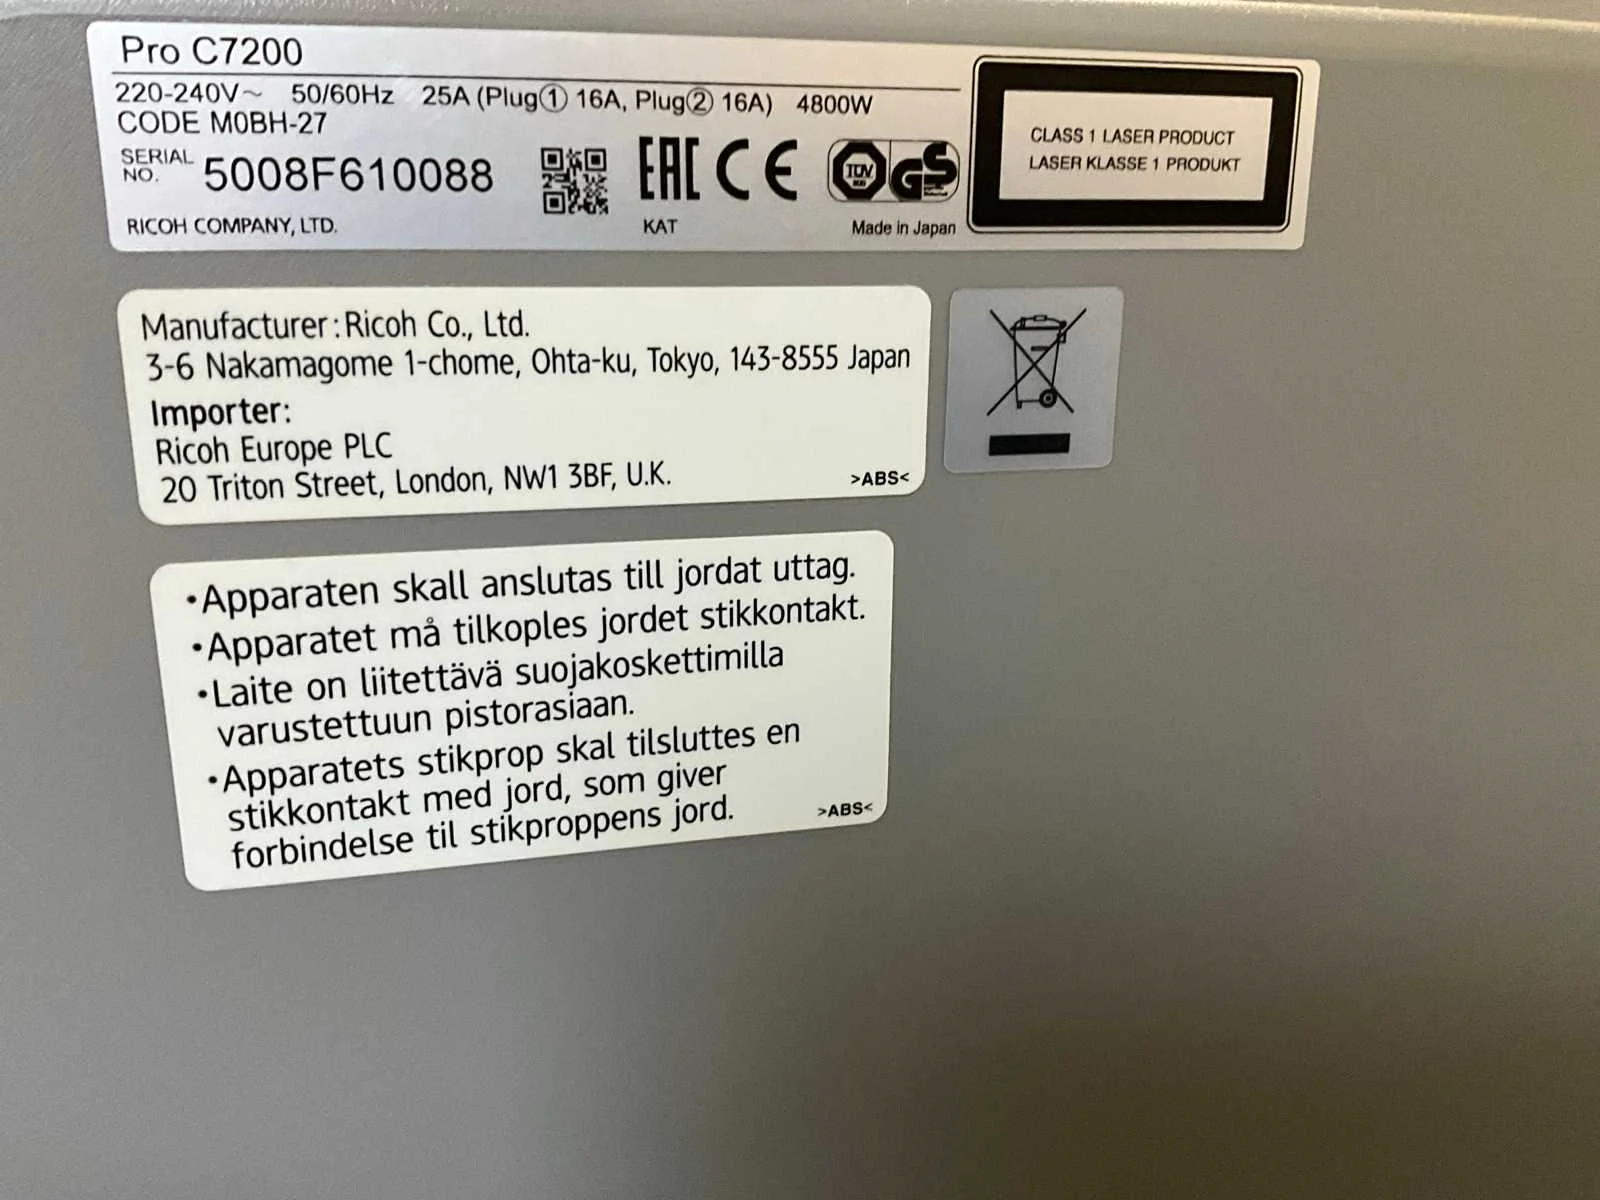 Pro C7200
220-240V~ 50/60Hz 25A (Plug① 16A, Plug② 16A) 4800W
CODE M0BH-27
SERIAL NO. 5008F610088
EAC CE TÜV GS
RICOH COMPANY, LTD.
KAT
Made in Japan
CLASS 1 LASER PRODUCT
LASER KLASSE 1 PRODUKT
Manufacturer : Ricoh Co., Ltd.
3-6 Nakamagome 1-chome, Ohta-ku, Tokyo, 143-8555 Japan
Importer:
Ricoh Europe PLC
20 Triton Street, London, NW1 3BF, U.K.
>ABS<
•Apparaten skall anslutas till jordat uttag.
•Apparatet må tilkoples jordet stikkontakt.
•Laite on liitettävä suojakoskettimilla
varustettuun pistorasiaan.
•Apparatets stikprop skal tilsluttes en
stikkontakt med jord, som giver
forbindelse til stikproppens jord.
>ABS<